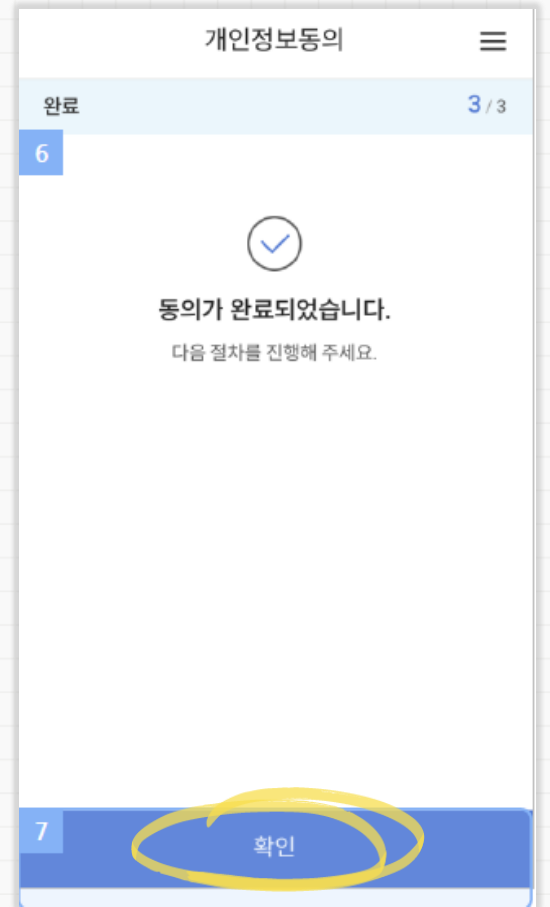 개인정보동의
완료 3 / 3
6
동의가 완료되었습니다.
다음 절차를 진행해 주세요.
7
확인